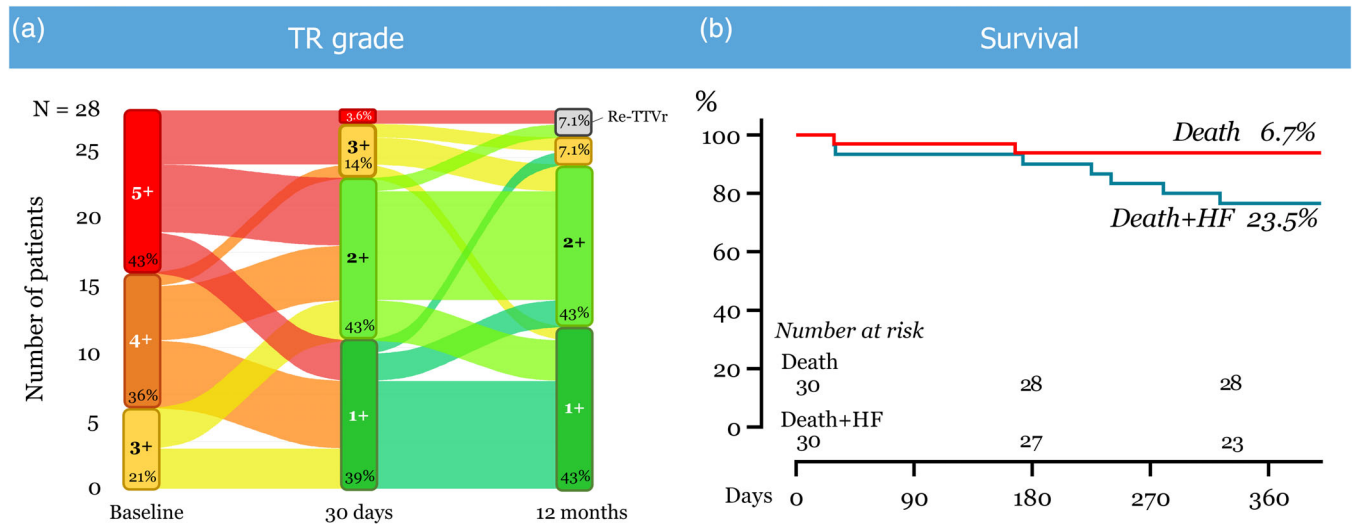 (a)
TR grade
N = 28
25
20
15
10
5
0
Number of patients
5+
43%
4+
36%
3+
21%
3.6%
3+
14%
2+
43%
1+
39%
7.1%
Re-TTVr
7.1%
2+
43%
1+
43%
Baseline
30 days
12 months
(b)
Survival
%
100
80
60
40
20
0
Death 6.7%
Death+HF 23.5%
Number at risk
Death
30 28 28
Death+HF
30 27 23
Days 0 90 180 270 360